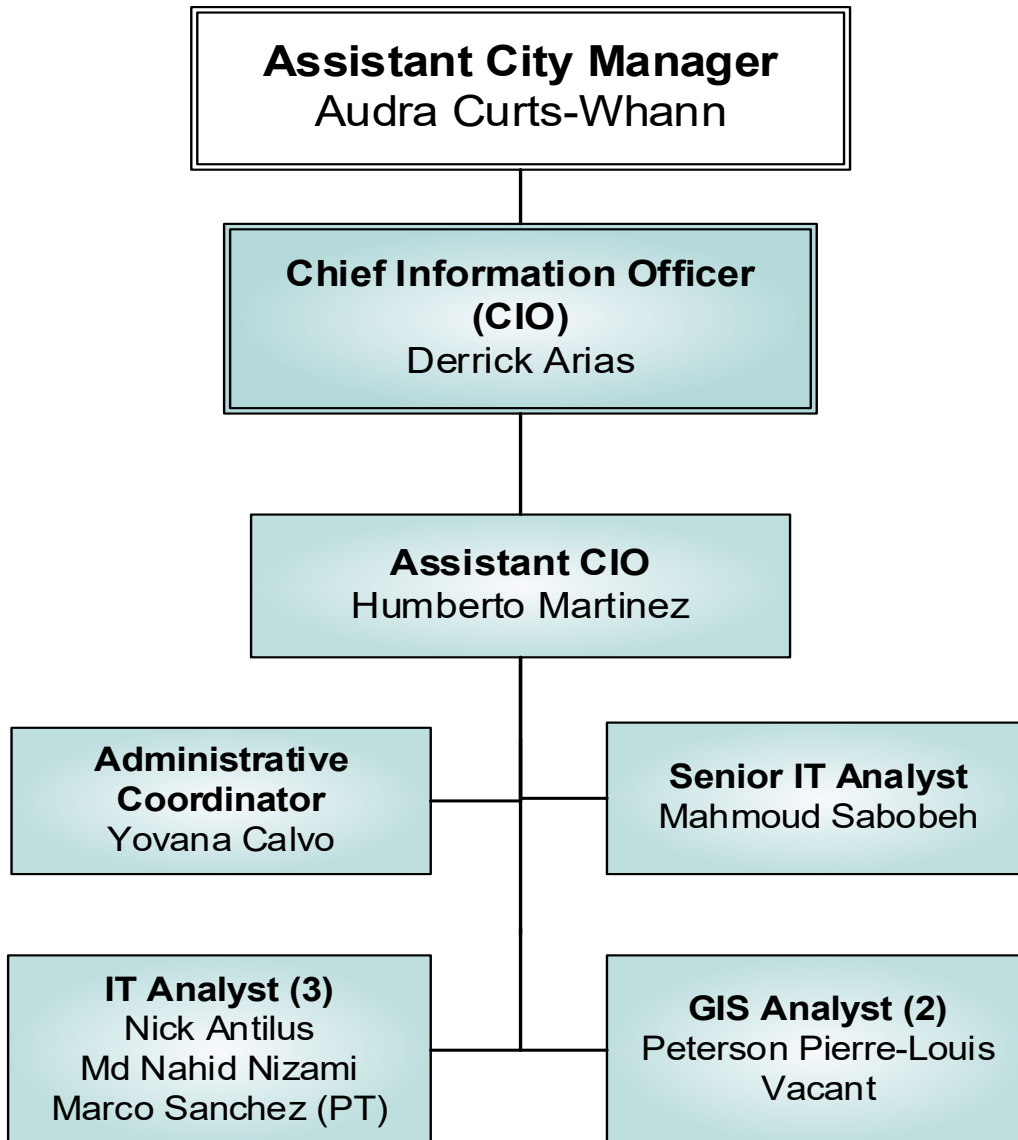 Assistant City Manager
Audra Curts-Whann
Chief Information Officer
(CIO)
Derrick Arias
Assistant CIO
Humberto Martinez
Administrative
Coordinator
Yovana Calvo
Senior IT Analyst
Mahmoud Sabobeh
IT Analyst (3)
Nick Antilus
Md Nahid Nizami
Marco Sanchez (PT)
GIS Analyst (2)
Peterson Pierre-Louis
Vacant